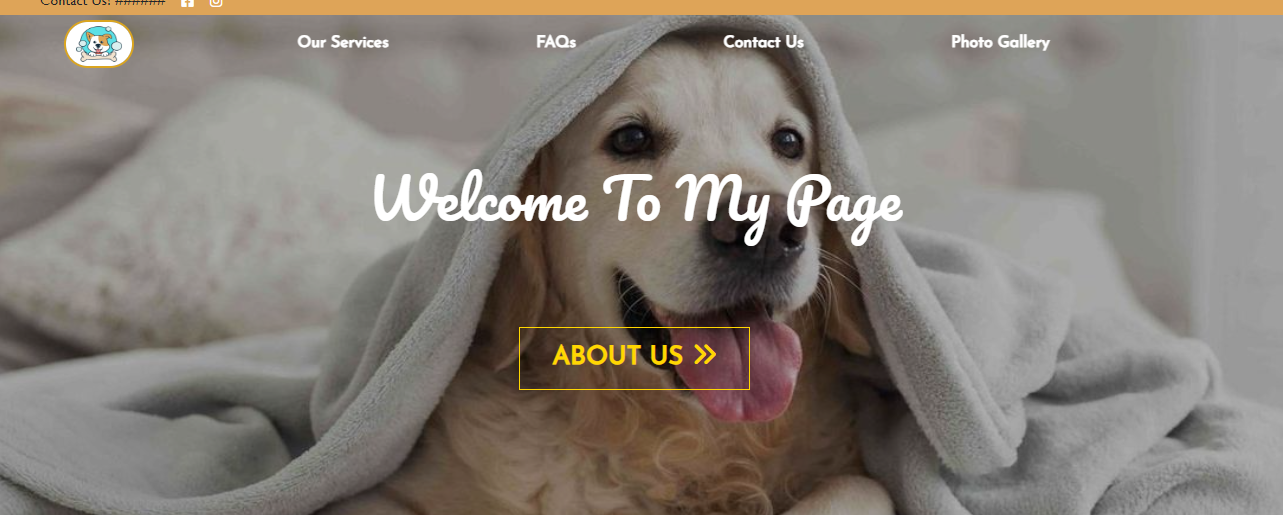 Contact Us! ######
Our Services FAQs Contact Us Photo Gallery
Welcome To My Page
ABOUT US